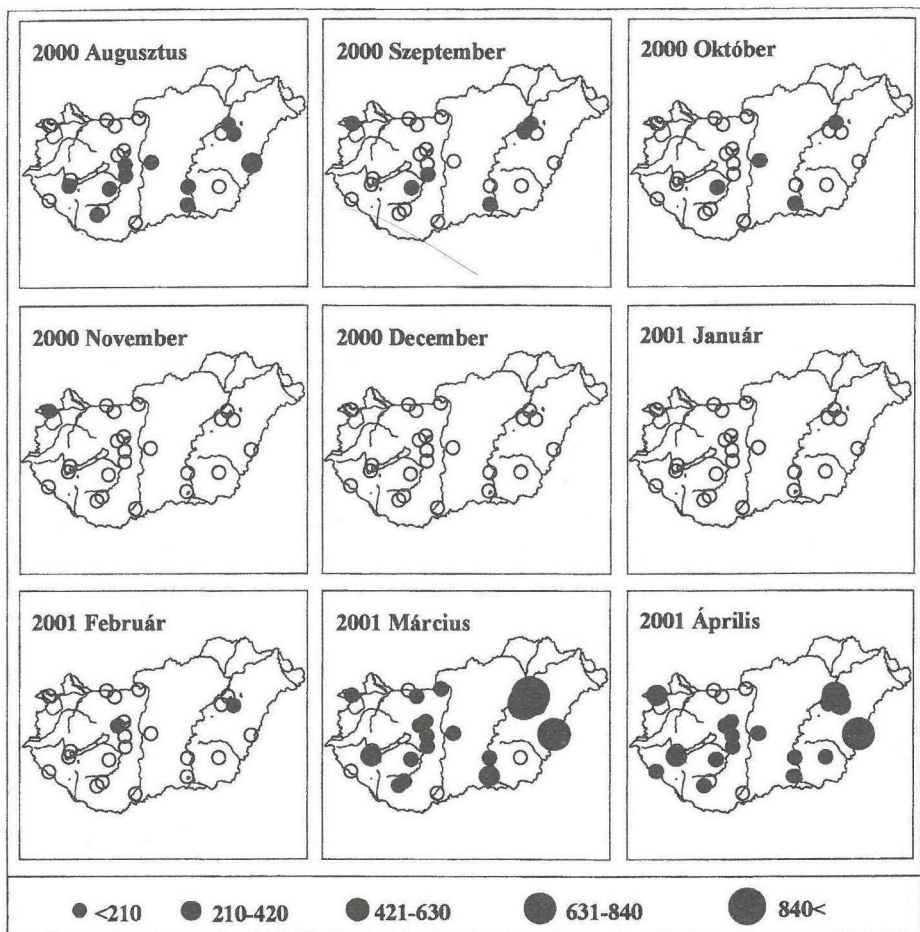 2000 Augusztus
2000 Szeptember
2000 Október
2000 November
2000 December
2001 Január
2001 Február
2001 Március
2001 Április
<210 210-420 421-630 631-840 840<